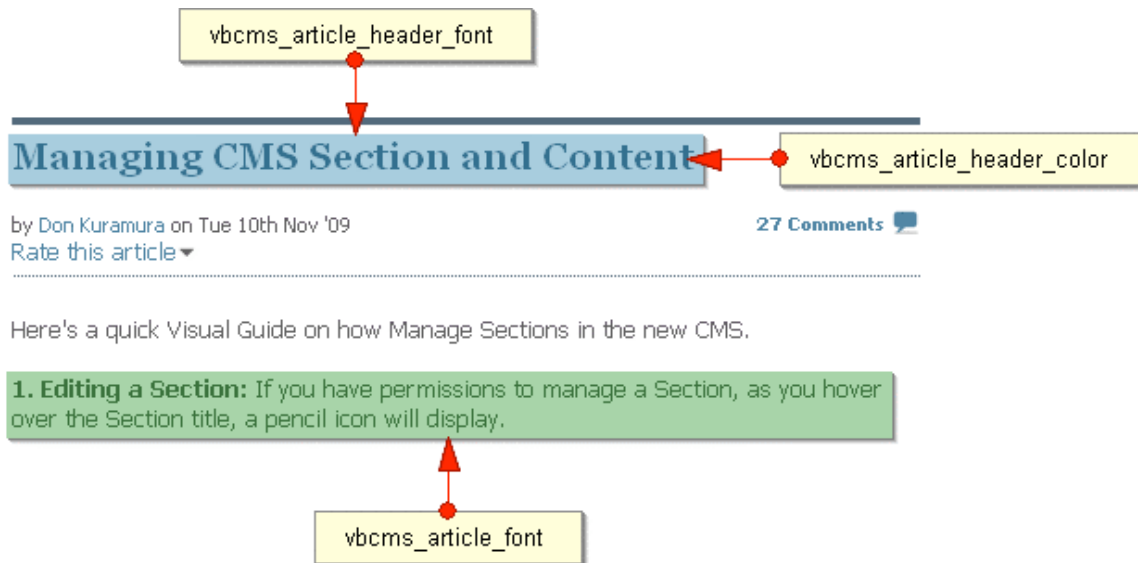 vbcms_article_header_font
Managing CMS Section and Content
vbcms_article_header_color
by Don Kuramura on Tue 10th Nov '09
27 Comments
Rate this article
Here's a quick Visual Guide on how Manage Sections in the new CMS.
1. Editing a Section: If you have permissions to manage a Section, as you hover
over the Section title, a pencil icon will display.
vbcms_article_font